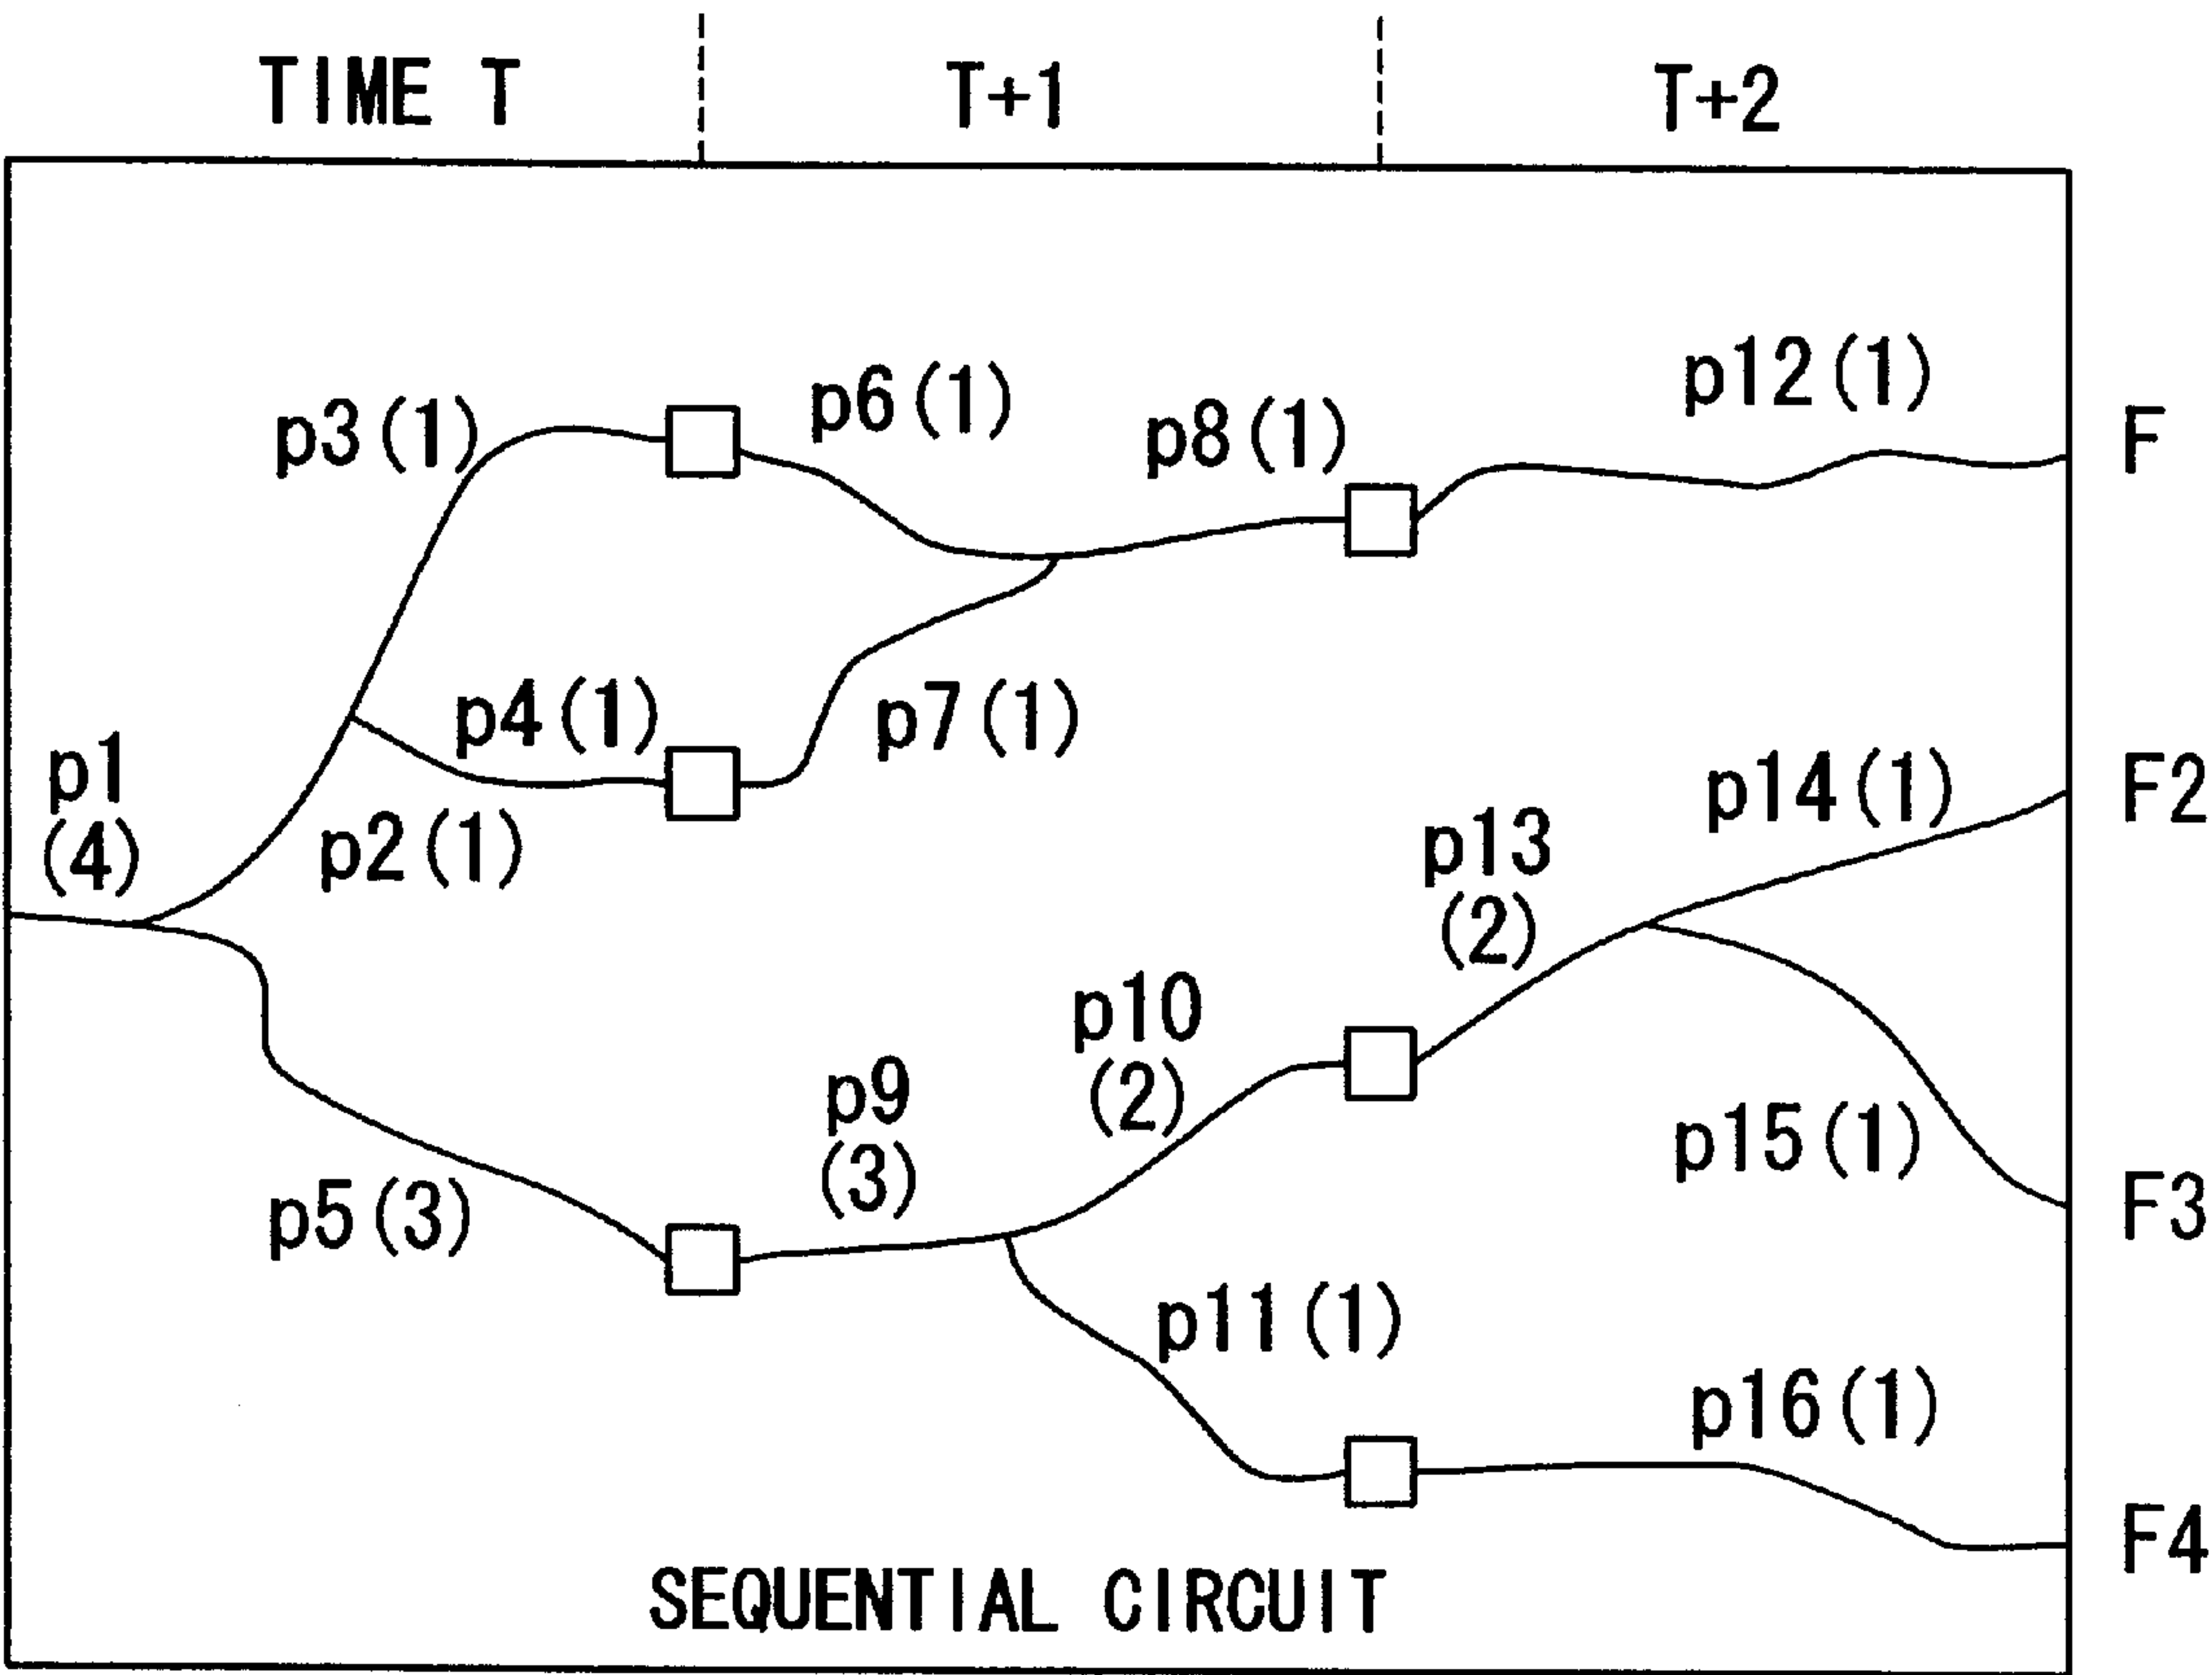 TIME T
T+1
T+2
p3(1)
p6(1)
p8(1)
p12(1)
F
p4(1)
p7(1)
p1
(4)
p2(1)
p13
(2)
p14(1)
F2
p10
(2)
p9
(3)
p15(1)
F3
p5(3)
p11(1)
p16(1)
F4
SEQUENTIAL CIRCUIT